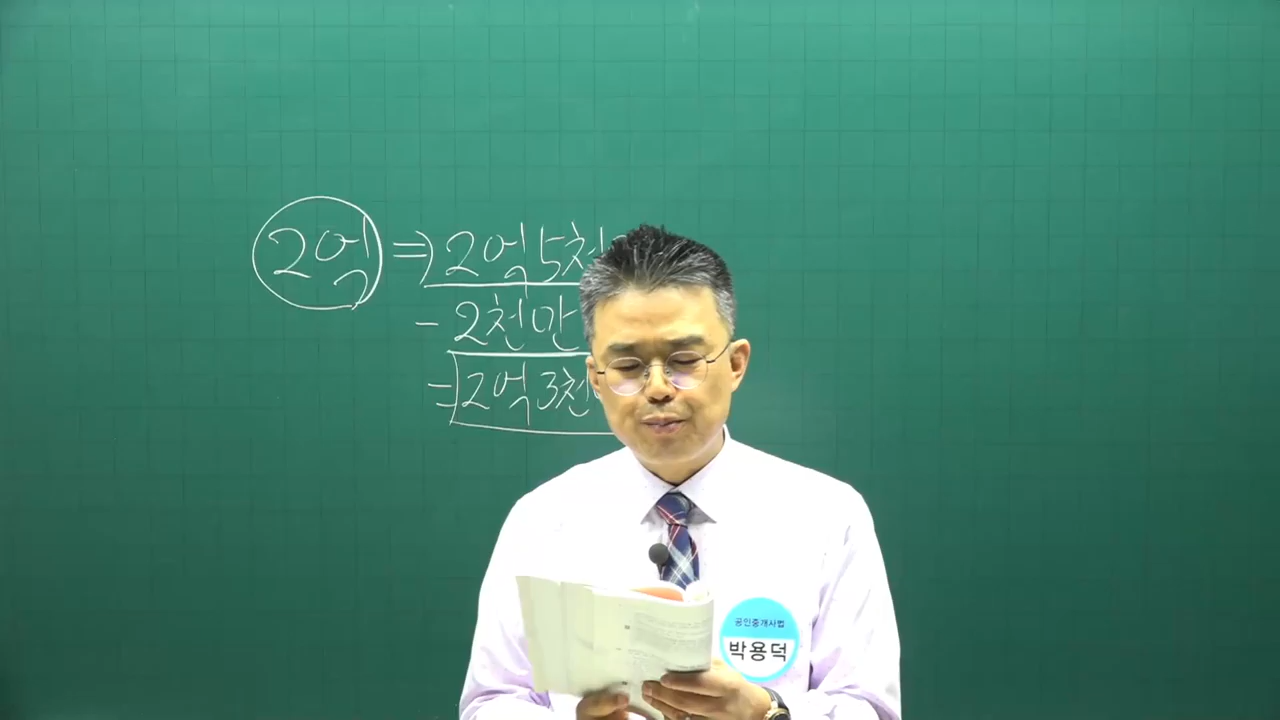 2억 ⇒ 2억 5천
- 2천만
= 2억 3천
공인중개사법
박용덕